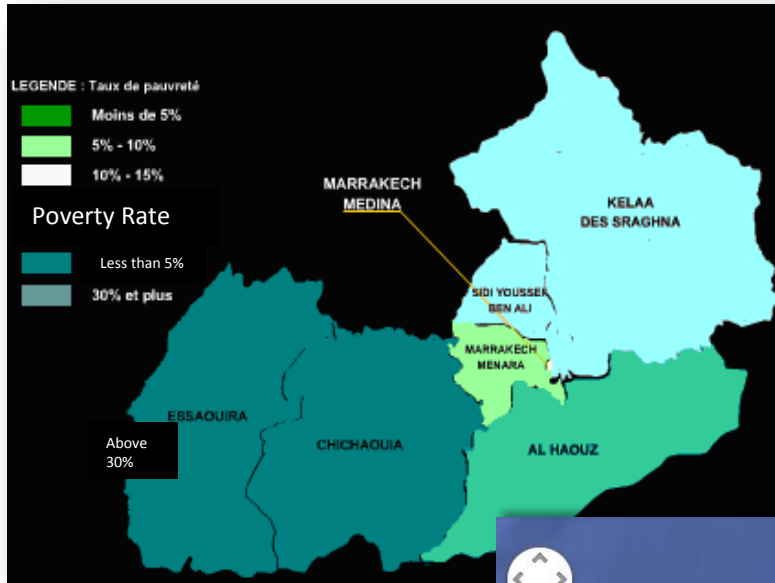 LEGENDE : Taux de pauvreté
Moins de 5%
5% - 10%
10% - 15%
Poverty Rate
Less than 5%
30% et plus
MARRAKECH
MEDINA
KELAA
DES SRAGHNA
SIDI YOUSSEF
BEN ALI
MARRAKECH
MENARA
ESSAOUIRA
Above
30%
CHICHAOUIA
AL HAOUZ